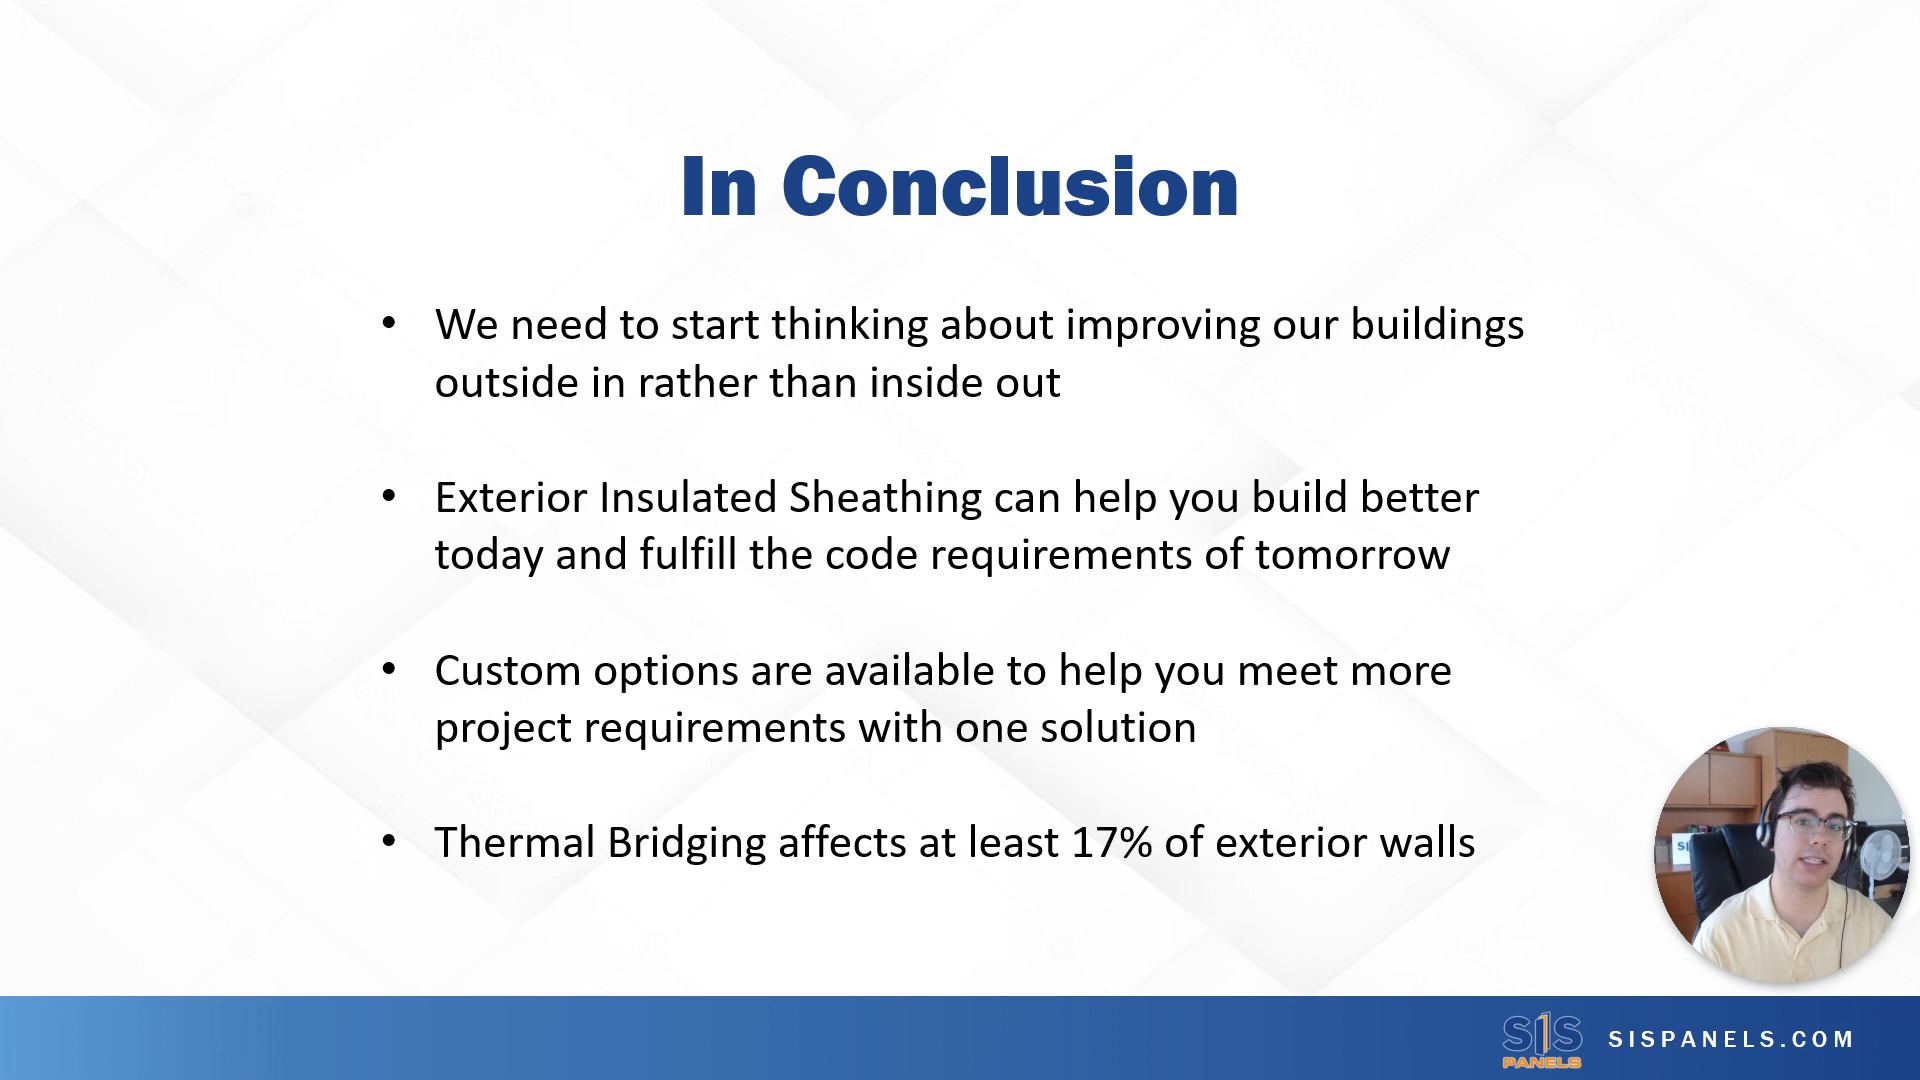 In Conclusion
• We need to start thinking about improving our buildings
outside in rather than inside out
• Exterior Insulated Sheathing can help you build better
today and fulfill the code requirements of tomorrow
• Custom options are available to help you meet more
project requirements with one solution
• Thermal Bridging affects at least 17% of exterior walls
SIS
PANELS
SISPANELS.COM